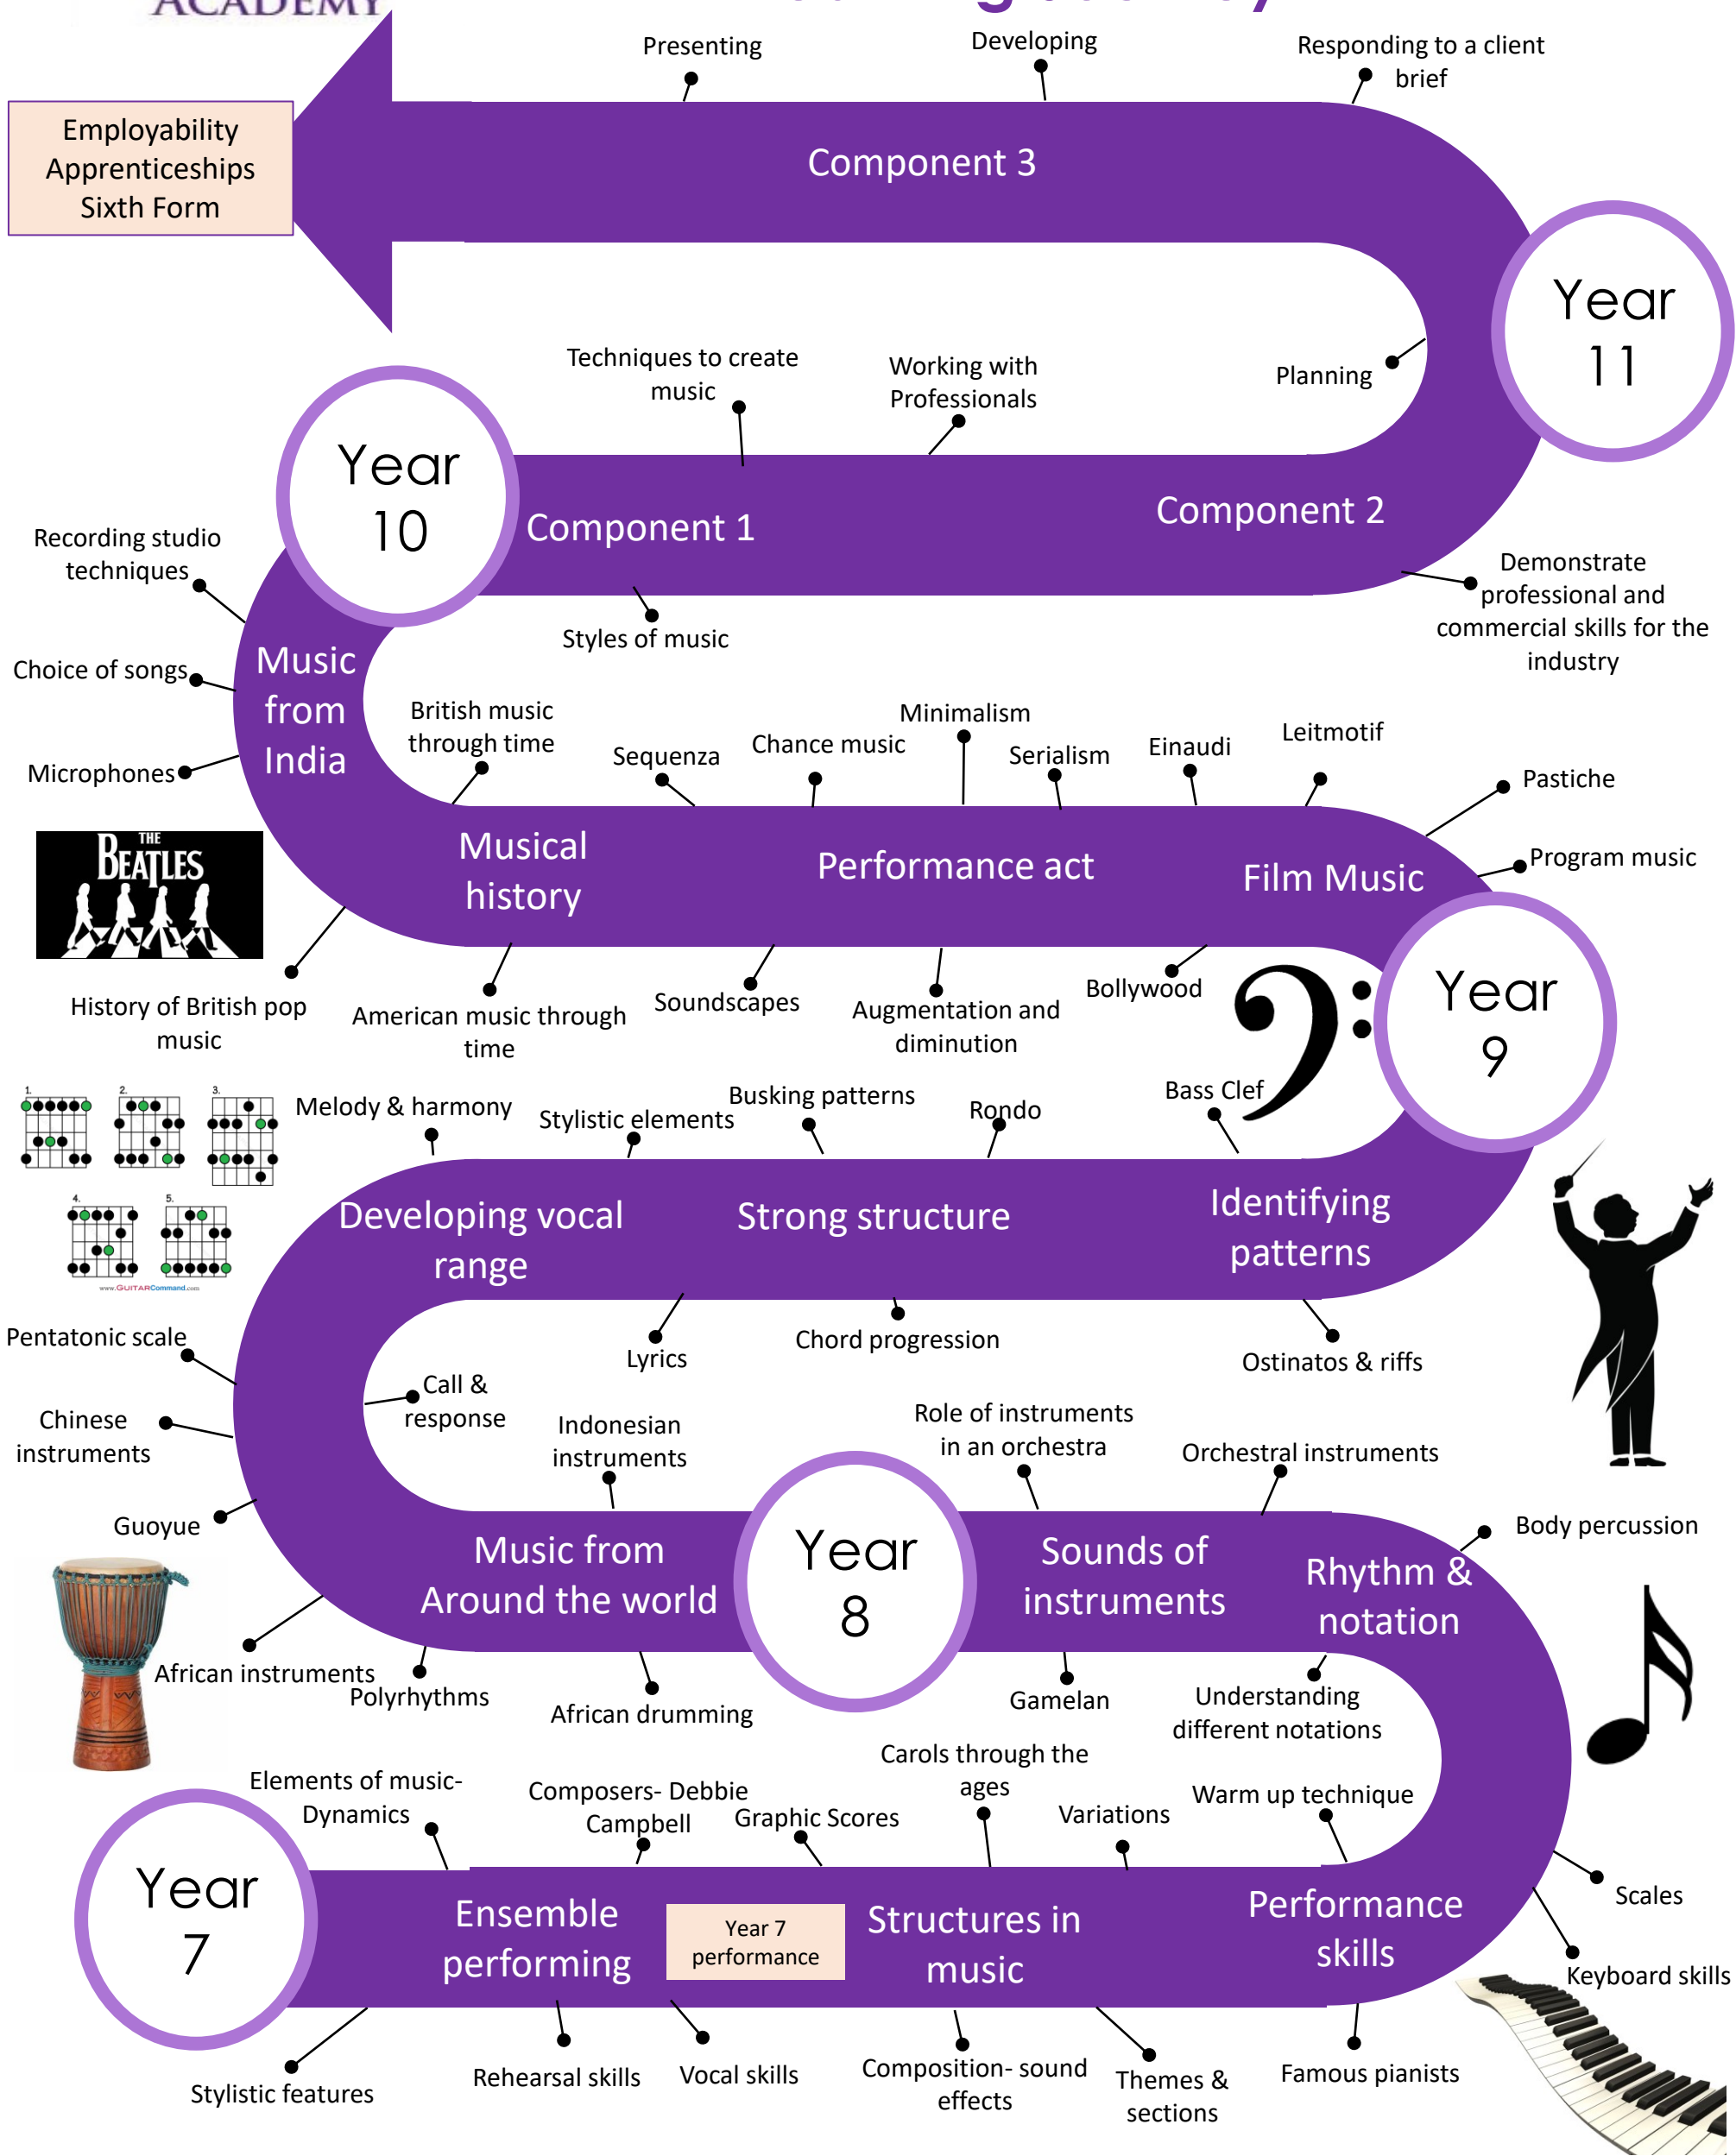 ACADEMY
Presenting
Developing
Responding to a client
brief
Employability
Apprenticeships
Sixth Form
Component 3
Year
11
Techniques to create
music
Working with
Professionals
Planning
Year
10
Component 1
Component 2
Recording studio
techniques
Demonstrate
professional and
commercial skills for the
industry
Styles of music
Choice of songs
Music
from
India
Microphones
British music
through time
Sequenza
Chance music
Minimalism
Serialism
Einaudi
Leitmotif
Pastiche
Program music
THE
BEATLES
Musical
history
Performance act
Film Music
History of British pop
music
American music through
time
Soundscapes
Augmentation and
diminution
Bollywood
Year
9
1.
2.
3.
4.
5.
www.GUITARCommand.com
Melody & harmony
Stylistic elements
Busking patterns
Rondo
Bass Clef
Developing vocal
range
Strong structure
Identifying
patterns
Pentatonic scale
Lyrics
Chord progression
Ostinatos & riffs
Chinese
instruments
Call &
response
Indonesian
instruments
Role of instruments
in an orchestra
Orchestral instruments
Guoyue
Body percussion
Music from
Around the world
Year
8
Sounds of
instruments
Rhythm &
notation
African instruments
Polyrhythms
African drumming
Gamelan
Understanding
different notations
Elements of music-
Dynamics
Composers- Debbie
Campbell
Graphic Scores
Carols through the
ages
Variations
Warm up technique
Year
7
Ensemble
performing
Year 7
performance
Structures in
music
Performance
skills
Scales
Keyboard skills
Stylistic features
Rehearsal skills
Vocal skills
Composition- sound
effects
Themes &
sections
Famous pianists